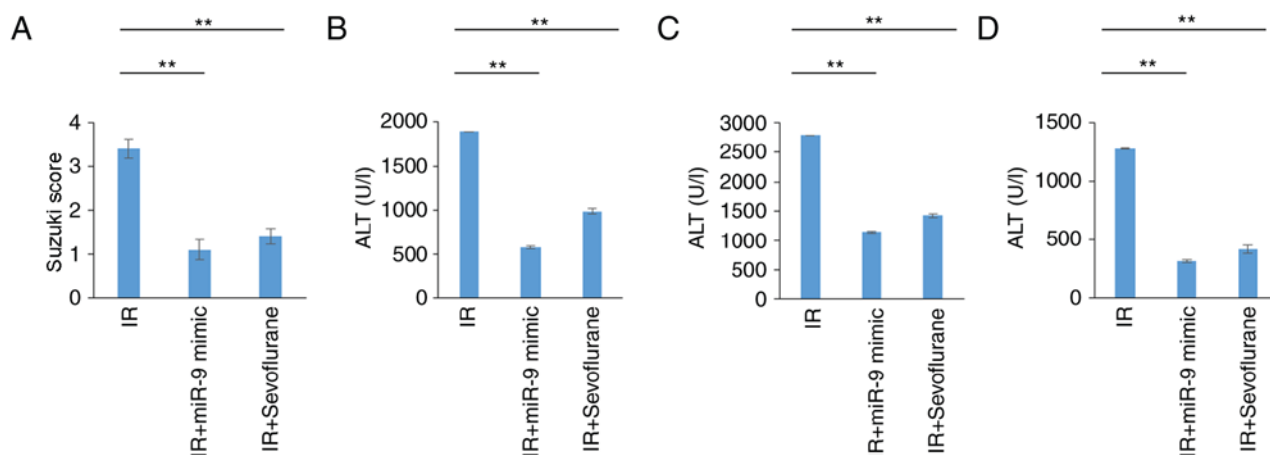 A
**
**
Suzuki score
4
3
2
1
0
IR
IR+miR-9 mimic
IR+Sevoflurane
B
**
**
ALT (U/l)
2000
1500
1000
500
0
IR
IR+miR-9 mimic
IR+Sevoflurane
C
**
**
ALT (U/l)
3000
2500
2000
1500
1000
500
0
IR
R+miR-9 mimic
IR+Sevoflurane
D
**
**
ALT (U/l)
1500
1000
500
0
IR
IR+miR-9 mimic
IR+Sevoflurane